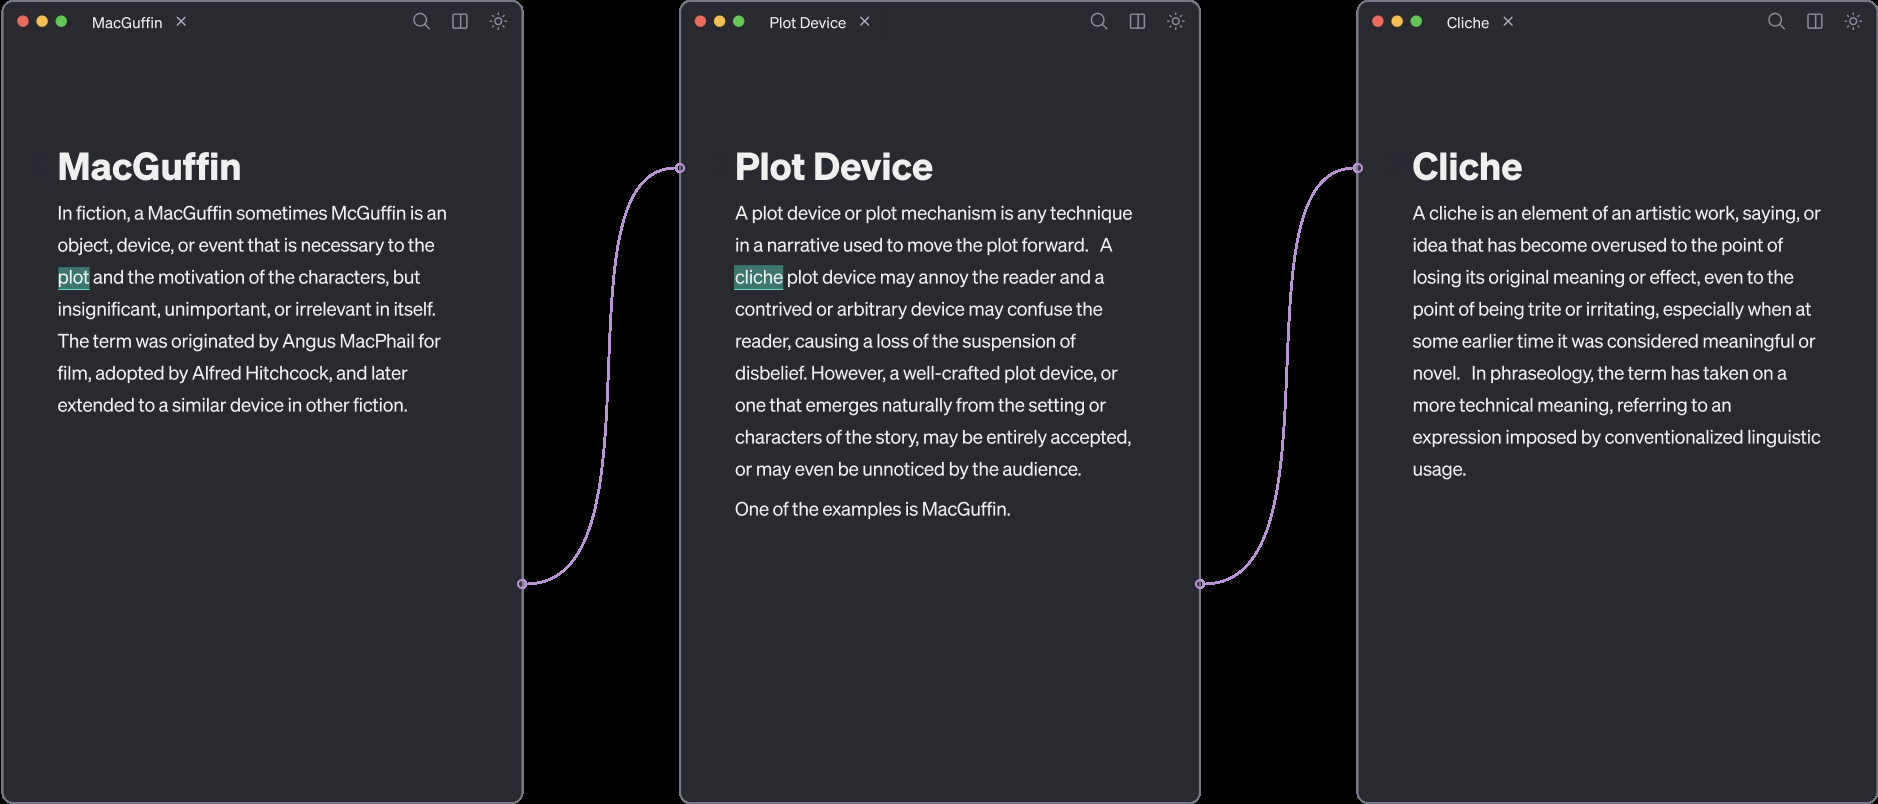 MacGuffin
MacGuffin
In fiction, a MacGuffin sometimes McGuffin is an
object, device, or event that is necessary to the
plot and the motivation of the characters, but
insignificant, unimportant, or irrelevant in itself.
The term was originated by Angus MacPhail for
film, adopted by Alfred Hitchcock, and later
extended to a similar device in other fiction.
Plot Device
Plot Device
A plot device or plot mechanism is any technique
in a narrative used to move the plot forward. A
cliche plot device may annoy the reader and a
contrived or arbitrary device may confuse the
reader, causing a loss of the suspension of
disbelief. However, a well-crafted plot device, or
one that emerges naturally from the setting or
characters of the story, may be entirely accepted,
or may even be unnoticed by the audience.
One of the examples is MacGuffin.
Cliche
Cliche
A cliche is an element of an artistic work, saying, or
idea that has become overused to the point of
losing its original meaning or effect, even to the
point of being trite or irritating, especially when at
some earlier time it was considered meaningful or
novel. In phraseology, the term has taken on a
more technical meaning, referring to an
expression imposed by conventionalized linguistic
usage.